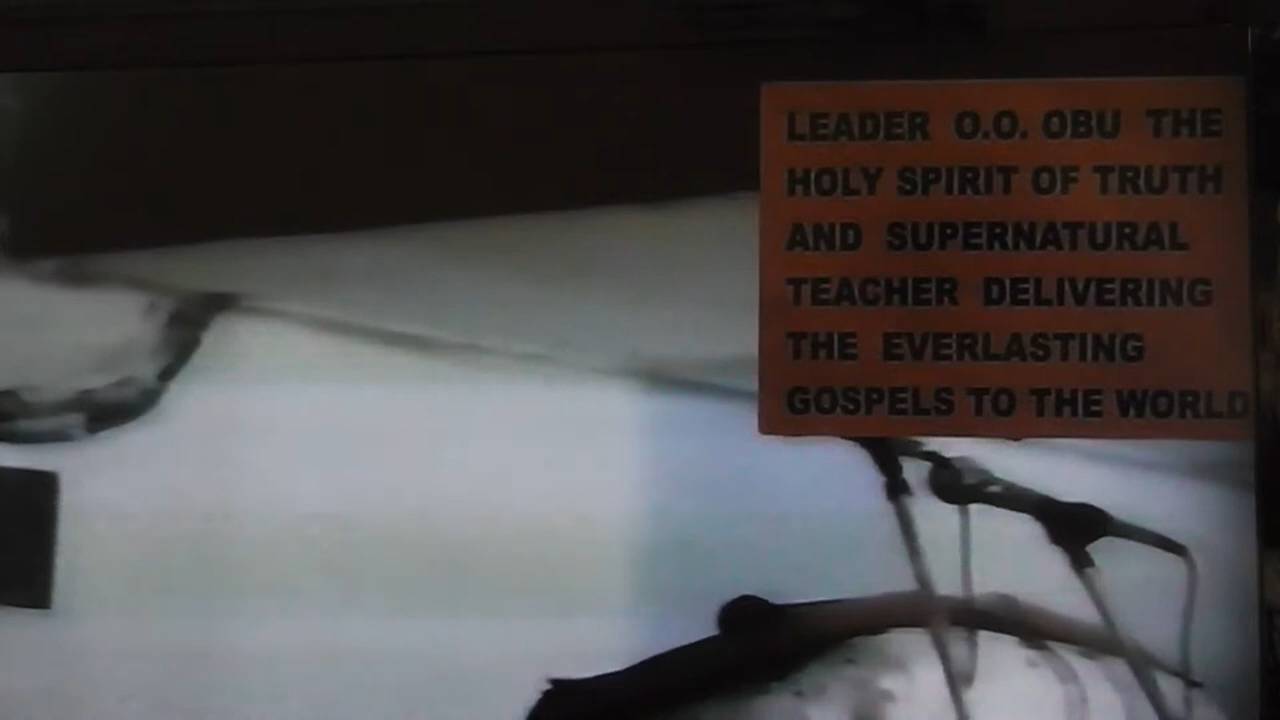 LEADER O.O. OBU THE
HOLY SPIRIT OF TRUTH
AND SUPERNATURAL
TEACHER DELIVERING
THE EVERLASTING
GOSPELS TO THE WORLD